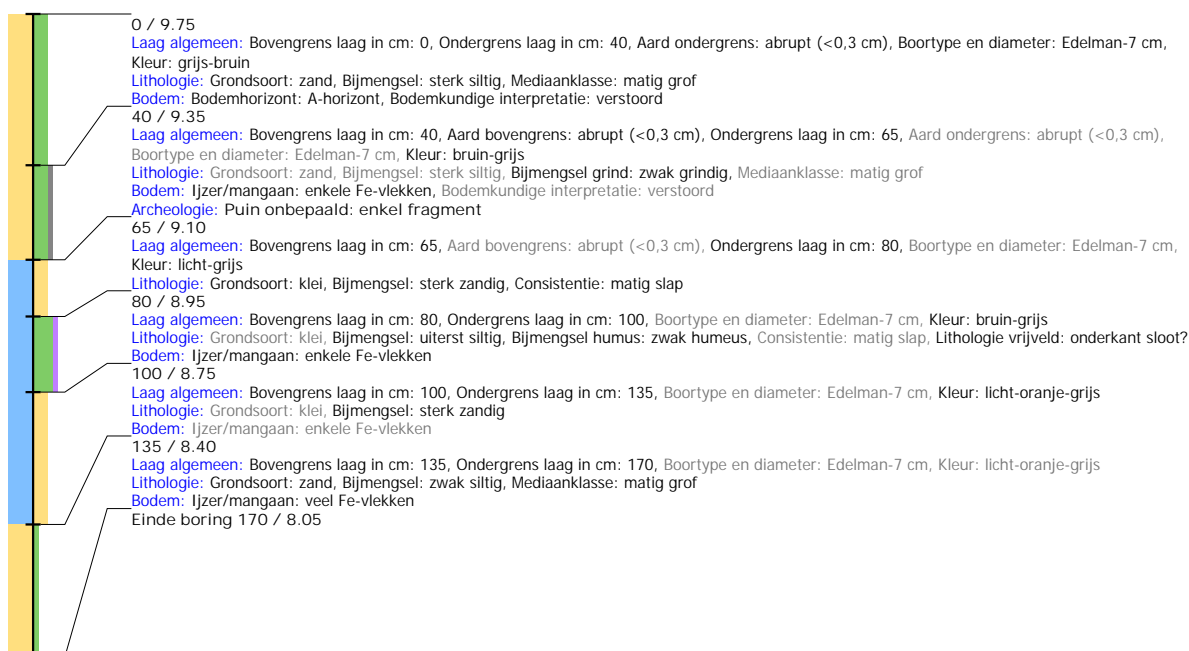 0 / 9.75
Laag algemeen: Bovengrens laag in cm: 0, Ondergrens laag in cm: 40, Aard ondergrens: abrupt (<0,3 cm), Boortype en diameter: Edelman-7 cm,
Kleur: grijs-bruin
Lithologie: Grondsoort: zand, Bijmengsel: sterk siltig, Mediaanklasse: matig grof
Bodem: Bodemhorizont: A-horizont, Bodemkundige interpretatie: verstoord
40 / 9.35
Laag algemeen: Bovengrens laag in cm: 40, Aard bovengrens: abrupt (<0,3 cm), Ondergrens laag in cm: 65, Aard ondergrens: abrupt (<0,3 cm),
Boortype en diameter: Edelman-7 cm, Kleur: bruin-grijs
Lithologie: Grondsoort: zand, Bijmengsel: sterk siltig, Bijmengsel grind: zwak grindig, Mediaanklasse: matig grof
Bodem: Ijzer/mangaan: enkele Fe-vlekken, Bodemkundige interpretatie: verstoord
Archeologie: Puin onbepaald: enkel fragment
65 / 9.10
Laag algemeen: Bovengrens laag in cm: 65, Aard bovengrens: abrupt (<0,3 cm), Ondergrens laag in cm: 80, Boortype en diameter: Edelman-7 cm,
Kleur: licht-grijs
Lithologie: Grondsoort: klei, Bijmengsel: sterk zandig, Consistentie: matig slap
80 / 8.95
Laag algemeen: Bovengrens laag in cm: 80, Ondergrens laag in cm: 100, Boortype en diameter: Edelman-7 cm, Kleur: bruin-grijs
Lithologie: Grondsoort: klei, Bijmengsel: uiterst siltig, Bijmengsel humus: zwak humeus, Consistentie: matig slap, Lithologie vrijveld: onderkant sloot?
Bodem: Ijzer/mangaan: enkele Fe-vlekken
100 / 8.75
Laag algemeen: Bovengrens laag in cm: 100, Ondergrens laag in cm: 135, Boortype en diameter: Edelman-7 cm, Kleur: licht-oranje-grijs
Lithologie: Grondsoort: klei, Bijmengsel: sterk zandig
Bodem: Ijzer/mangaan: enkele Fe-vlekken
135 / 8.40
Laag algemeen: Bovengrens laag in cm: 135, Ondergrens laag in cm: 170, Boortype en diameter: Edelman-7 cm, Kleur: licht-oranje-grijs
Lithologie: Grondsoort: zand, Bijmengsel: zwak siltig, Mediaanklasse: matig grof
Bodem: Ijzer/mangaan: veel Fe-vlekken
Einde boring 170 / 8.05